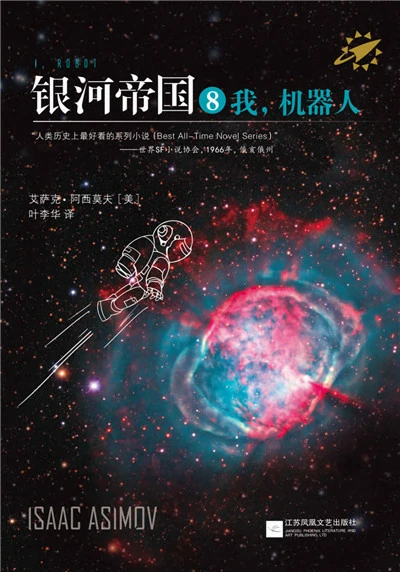 I, ROBOT
银河帝国8我，机器人
“人类历史上最好看的系列小说（Best All-Time Novel Series）”
——世界SF小说协会，1966年，俄亥俄州
艾萨克·阿西莫夫［美］
叶李华 译
ISAAC ASIMOV
江苏凤凰文艺出版社
JIANGSU PHOENIX LITERATURE AND
ART PUBLISHING, LTD